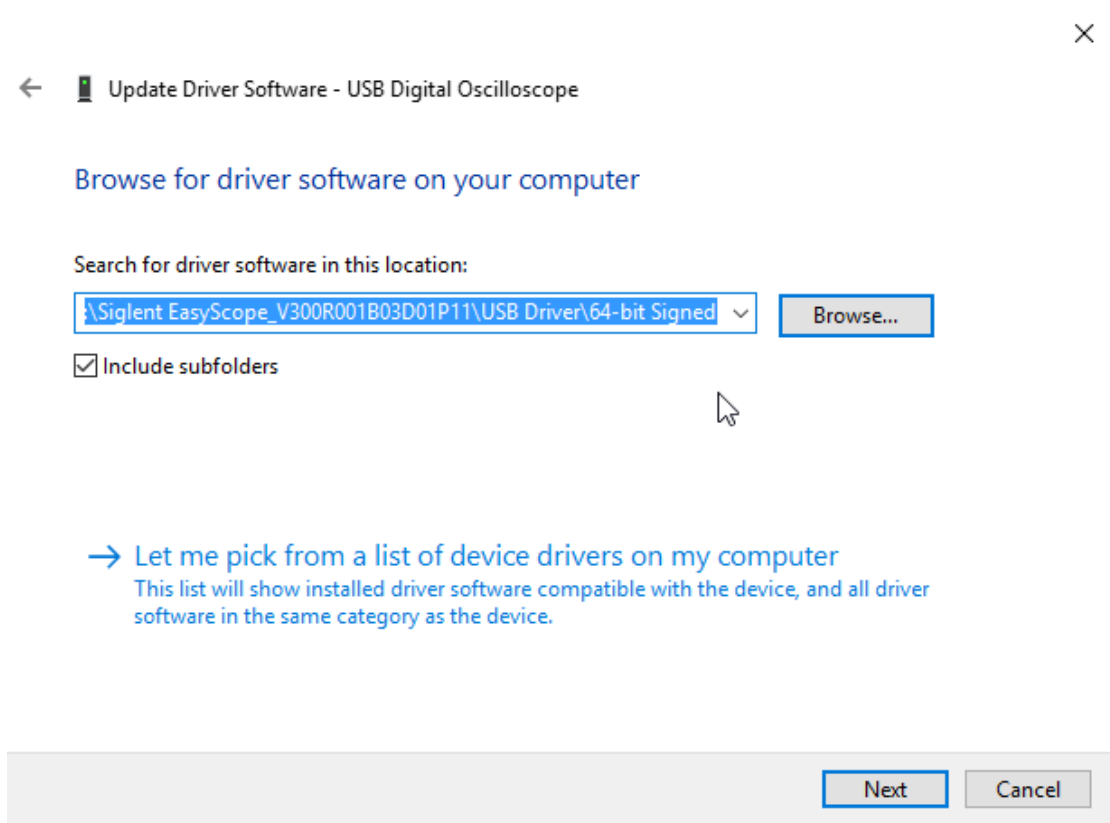 Update Driver Software - USB Digital Oscilloscope
Browse for driver software on your computer
Search for driver software in this location:
:\Siglent EasyScope_V300R001B03D01P11\USB Driver\64-bit Signed
Browse...
Include subfolders
Let me pick from a list of device drivers on my computer
This list will show installed driver software compatible with the device, and all driver
software in the same category as the device.
Next
Cancel